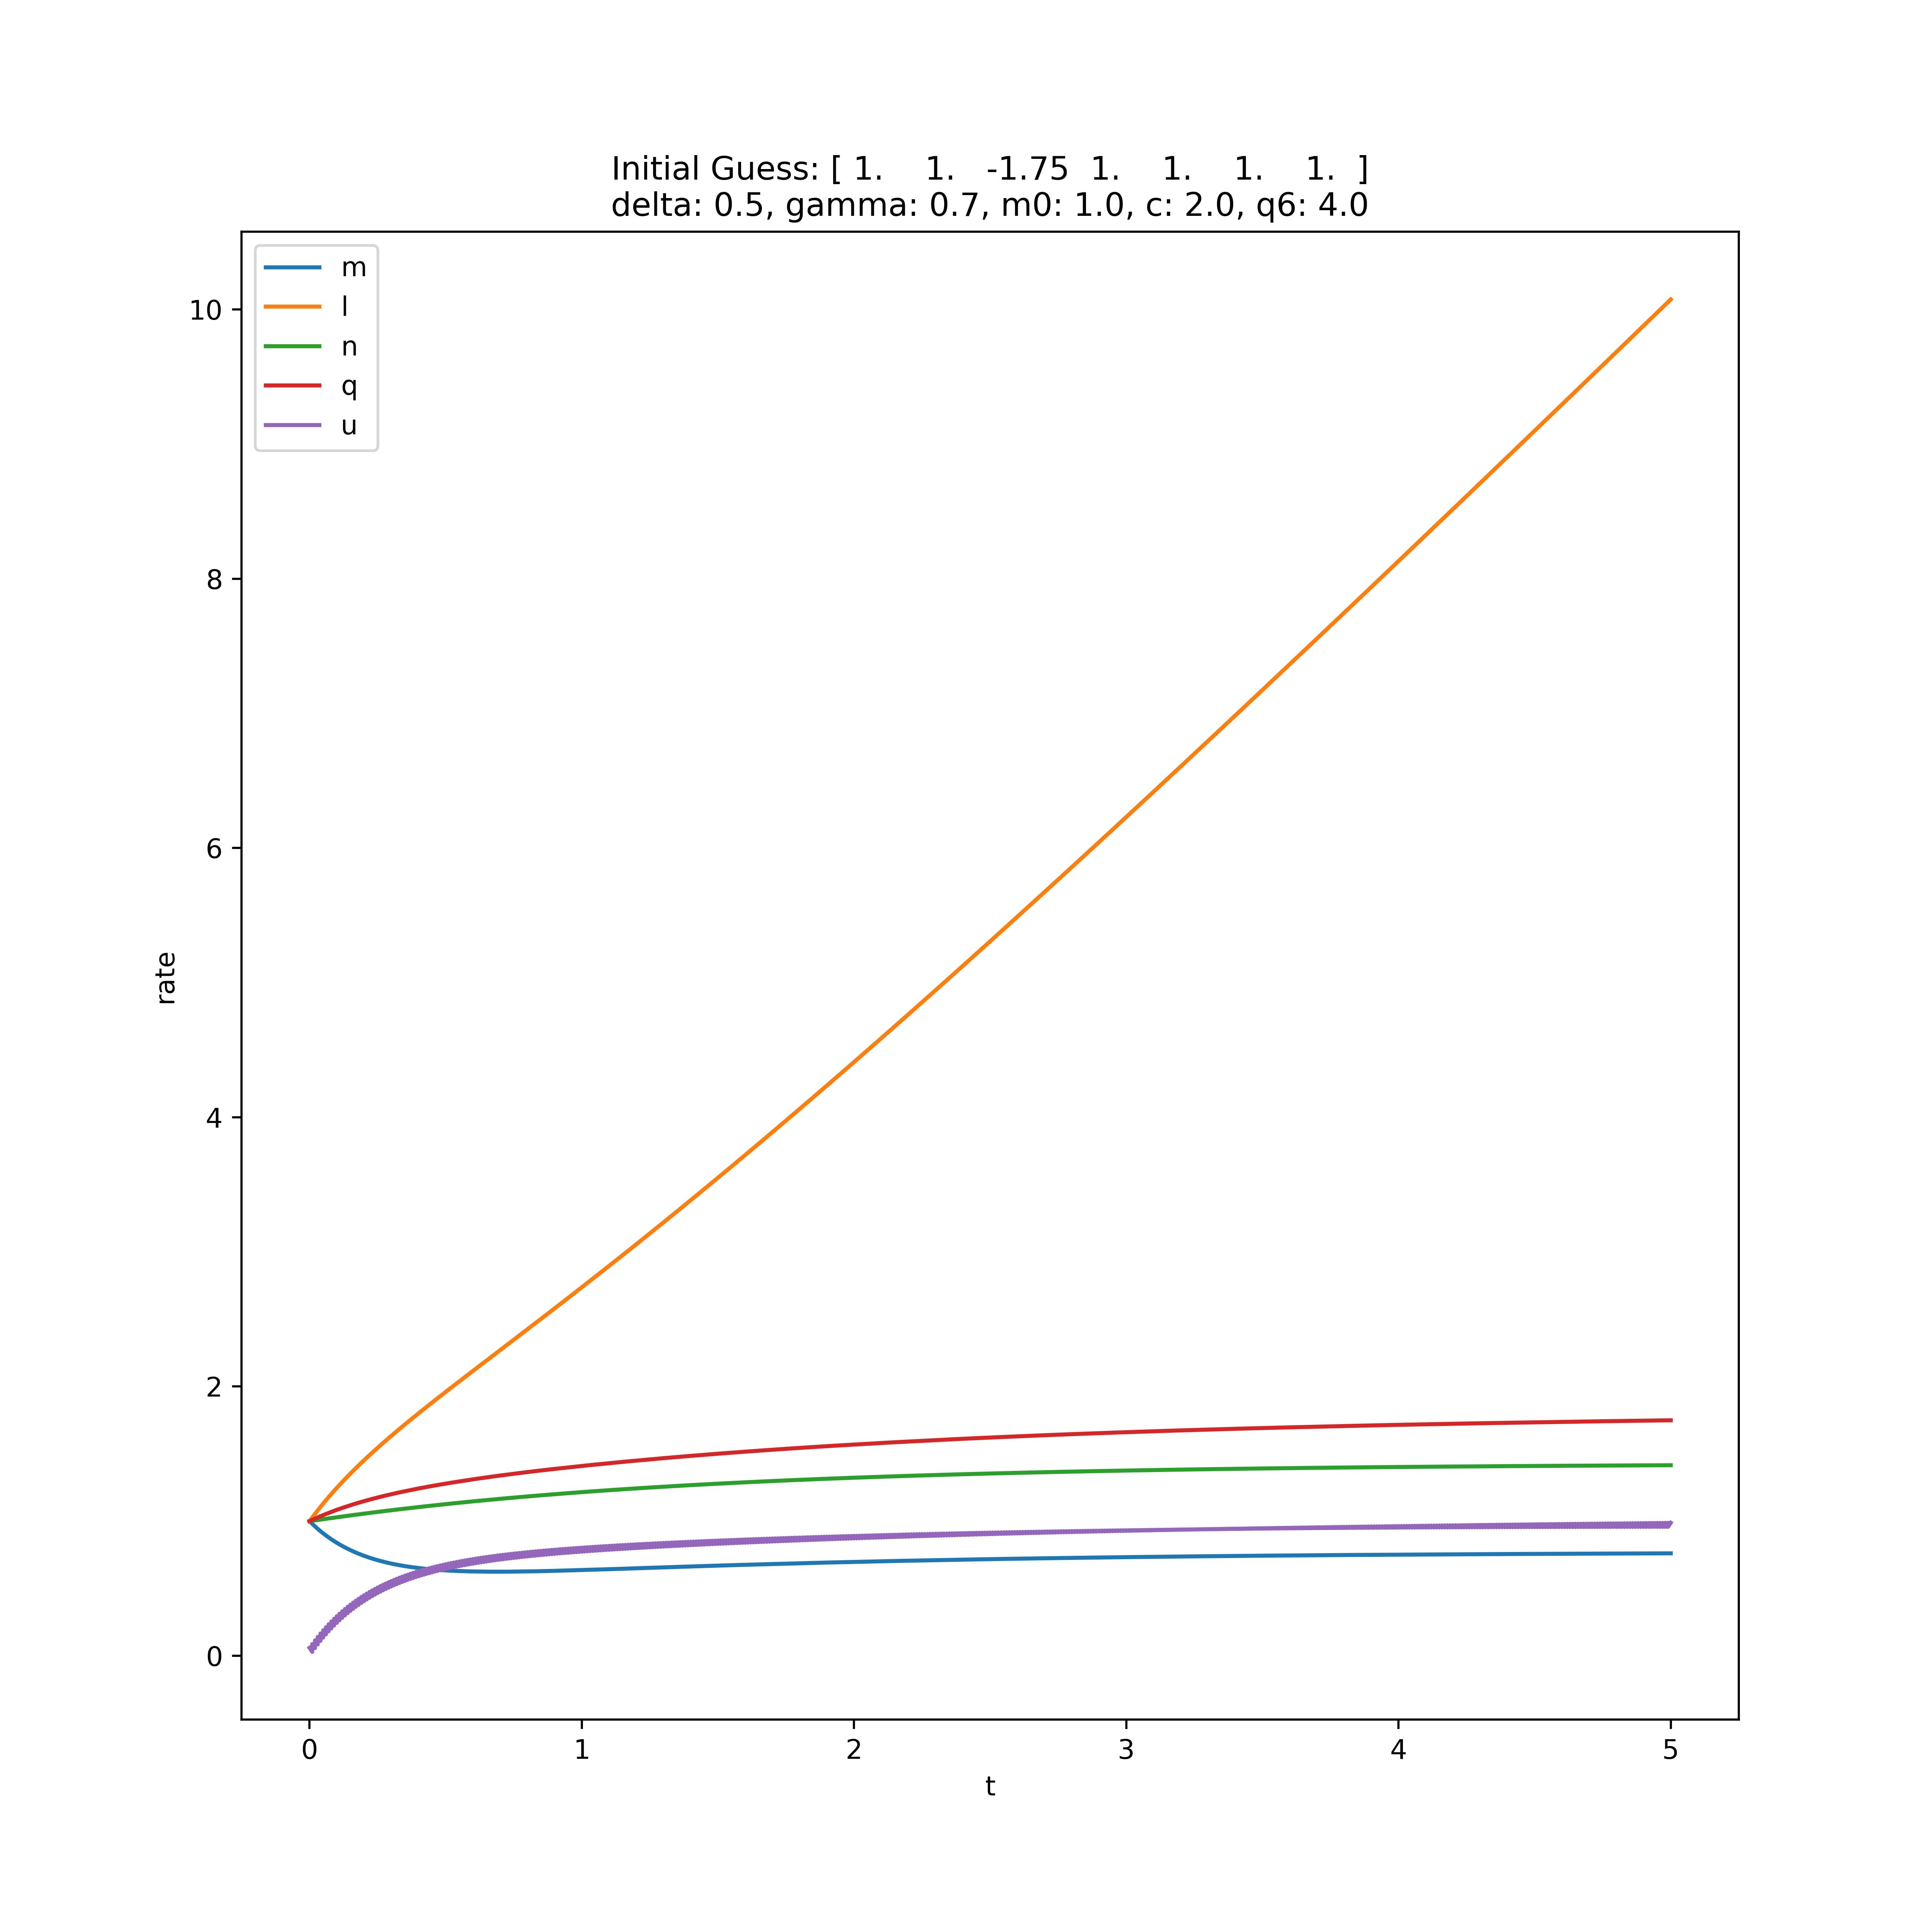 Initial Guess: [ 1. 1. -1.75 1. 1. 1. 1. ]
delta: 0.5, gamma: 0.7, m0: 1.0, c: 2.0, q6: 4.0
m
l
n
q
u
10
8
6
4
2
0
rate
0 1 2 3 4 5
t